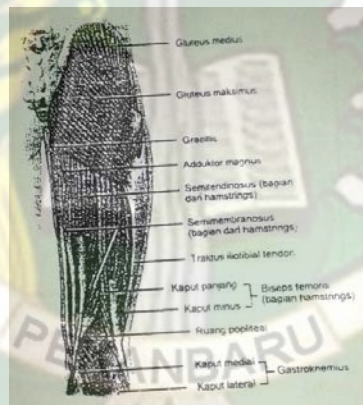 Gluteus medius
Gluteus maksimus
Gracilis
Adduktor magnus
Semitendinosus (bagian
dari hamstrings)
Semimembranosus
(bagian dari hamstrings)
Traktus iliotibial tendon
Kaput panjang
Kaput minus
Biseps femoris
(bagian hamstrings)
Ruang popliteal
Kaput medial
Kaput lateral
Gastroknemius
PEKANBARU